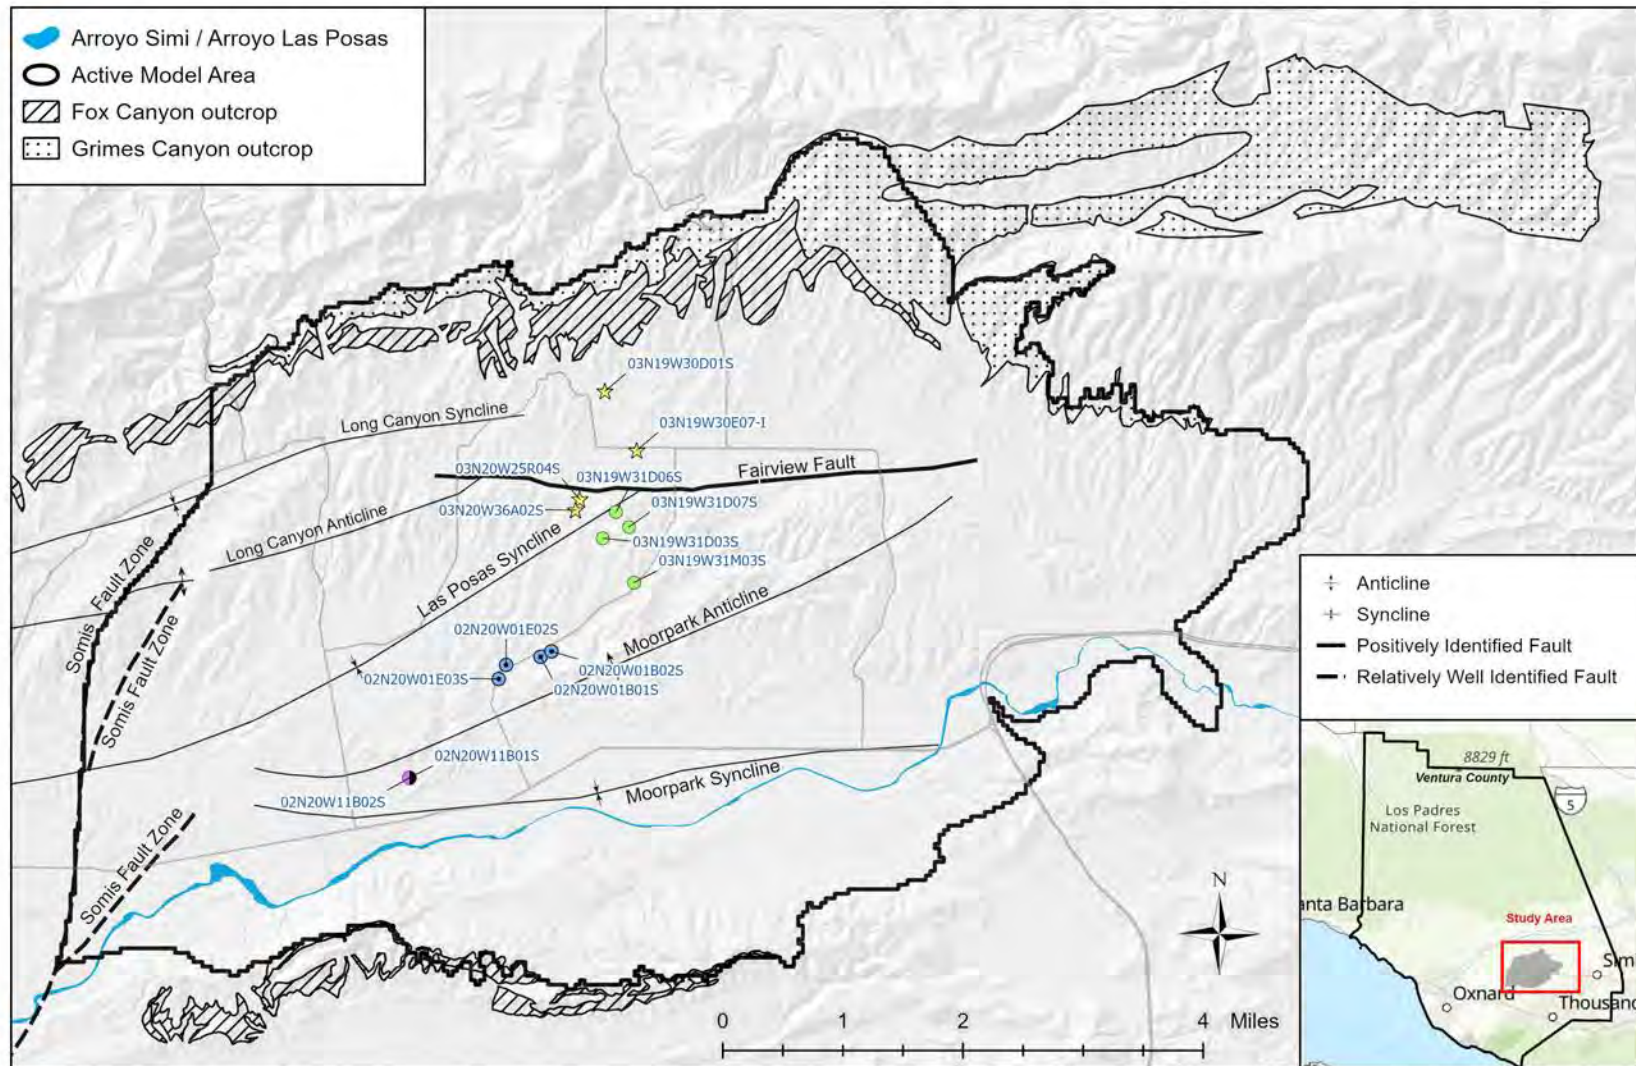 Arroyo Simi / Arroyo Las Posas
Active Model Area
Fox Canyon outcrop
Grimes Canyon outcrop
03N19W30D01S
Long Canyon Syncline
03N19W30E07-I
03N20W25R04S
03N19W31D06S
Fairview Fault
03N20W36A02S
03N19W31D07S
Long Canyon Anticline
03N19W31D03S
Las Posas Syncline
03N19W31M03S
Somis Fault Zone
Somis Fault Zone
Moorpark Anticline
02N20W01E02S
02N20W01E03S
02N20W01B02S
02N20W01B01S
02N20W11B01S
Moorpark Syncline
02N20W11B02S
Somis Fault Zone
N
0 1 2 4 Miles
Anticline
Syncline
Positively Identified Fault
Relatively Well Identified Fault
8829 ft
Ventura County
5
Los Padres
National Forest
anta Barbara
Study Area
Simi
Oxnard
Thousand